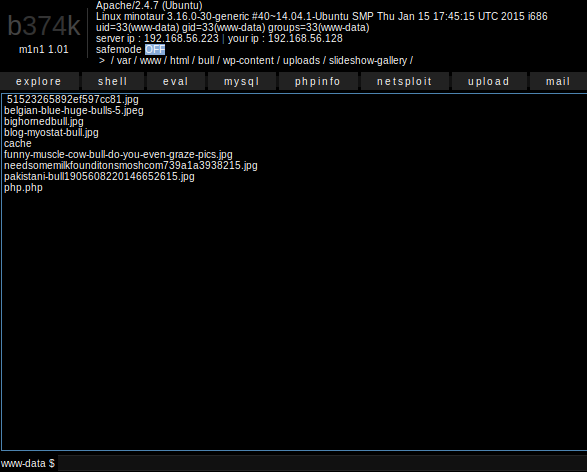 b374k
m1n1 1.01
Apache/2.4.7 (Ubuntu)
Linux minotaur 3.16.0-30-generic #40~14.04.1-Ubuntu SMP Thu Jan 15 17:45:15 UTC 2015 i686
uid=33(www-data) gid=33(www-data) groups=33(www-data)
server ip : 192.168.56.223 | your ip : 192.168.56.128
safemode OFF
> / var / www / html / bull / wp-content / uploads / slideshow-gallery /
explore shell eval mysql phpinfo netsploit upload mail
51523265892ef597cc81.jpg
belgian-blue-huge-bulls-5.jpeg
bighornedbull.jpg
blog-myostat-bull.jpg
cache
funny-muscle-cow-bull-do-you-even-graze-pics.jpg
needsomemilkfounditonsmoshcom739a1a3938215.jpg
pakistani-bull1905608220146652615.jpg
php.php
www-data $